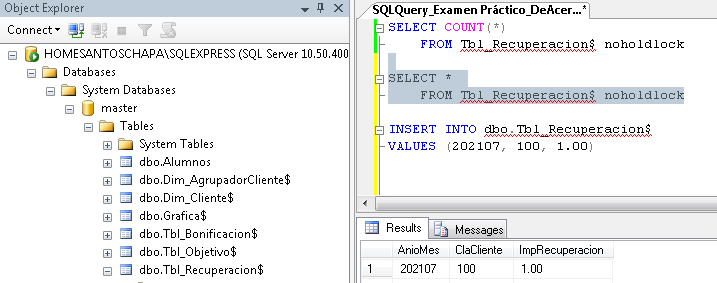 Object Explorer
Connect
HOMESANTOSCHAPA\SQLEXPRESS (SQL Server 10.50.400
Databases
System Databases
master
Tables
System Tables
dbo.Alumnos
dbo.Dim_AgrupadorCliente$
dbo.Dim_Cliente$
dbo.Grafica$
dbo.Tbl_Bonificacion$
dbo.Tbl_Objetivo$
dbo.Tbl_Recuperacion$
SQLQuery_Examen Práctico_DeAcer...*
SELECT COUNT(*)
FROM Tbl_Recuperacion$ noholdlock
SELECT *
FROM Tbl_Recuperacion$ noholdlock
INSERT INTO dbo.Tbl_Recuperacion$
VALUES (202107, 100, 1.00)
Results Messages
AnioMes ClaCliente ImpRecuperacion
1 202107 100 1.00